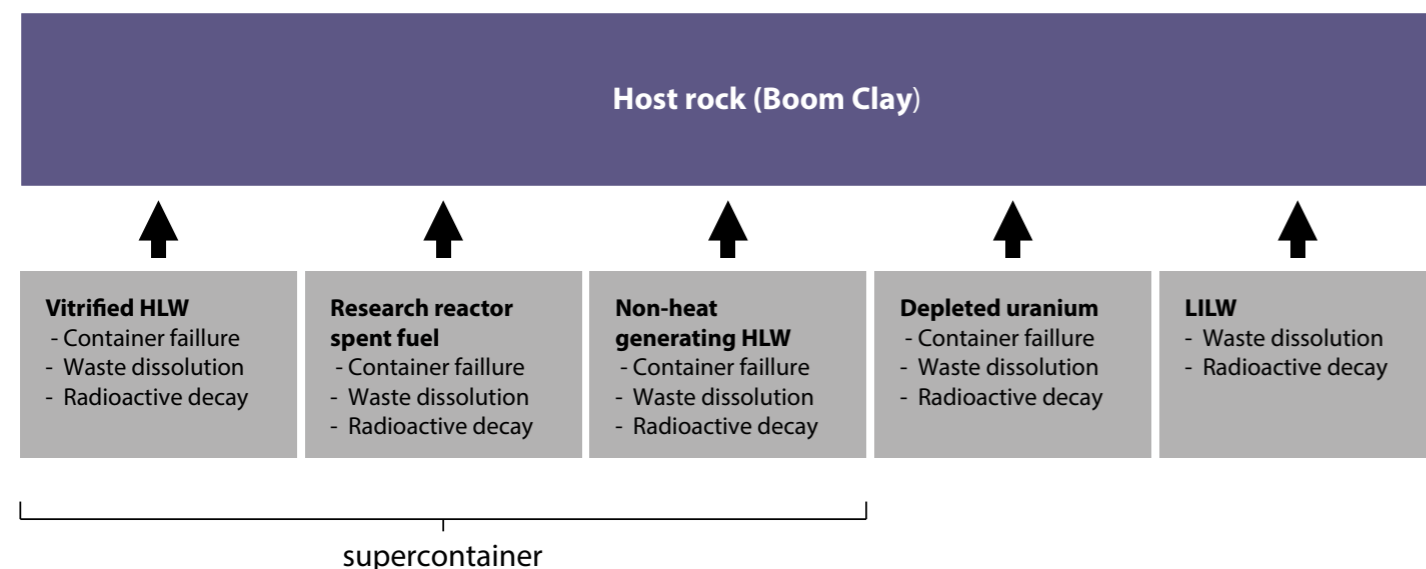 Host rock (Boom Clay)
Vitrified HLW
- Container faillure
- Waste dissolution
- Radioactive decay
Research reactor
spent fuel
- Container faillure
- Waste dissolution
- Radioactive decay
Non-heat
generating HLW
- Container faillure
- Waste dissolution
- Radioactive decay
Depleted uranium
- Container faillure
- Waste dissolution
- Radioactive decay
LILW
- Waste dissolution
- Radioactive decay
supercontainer